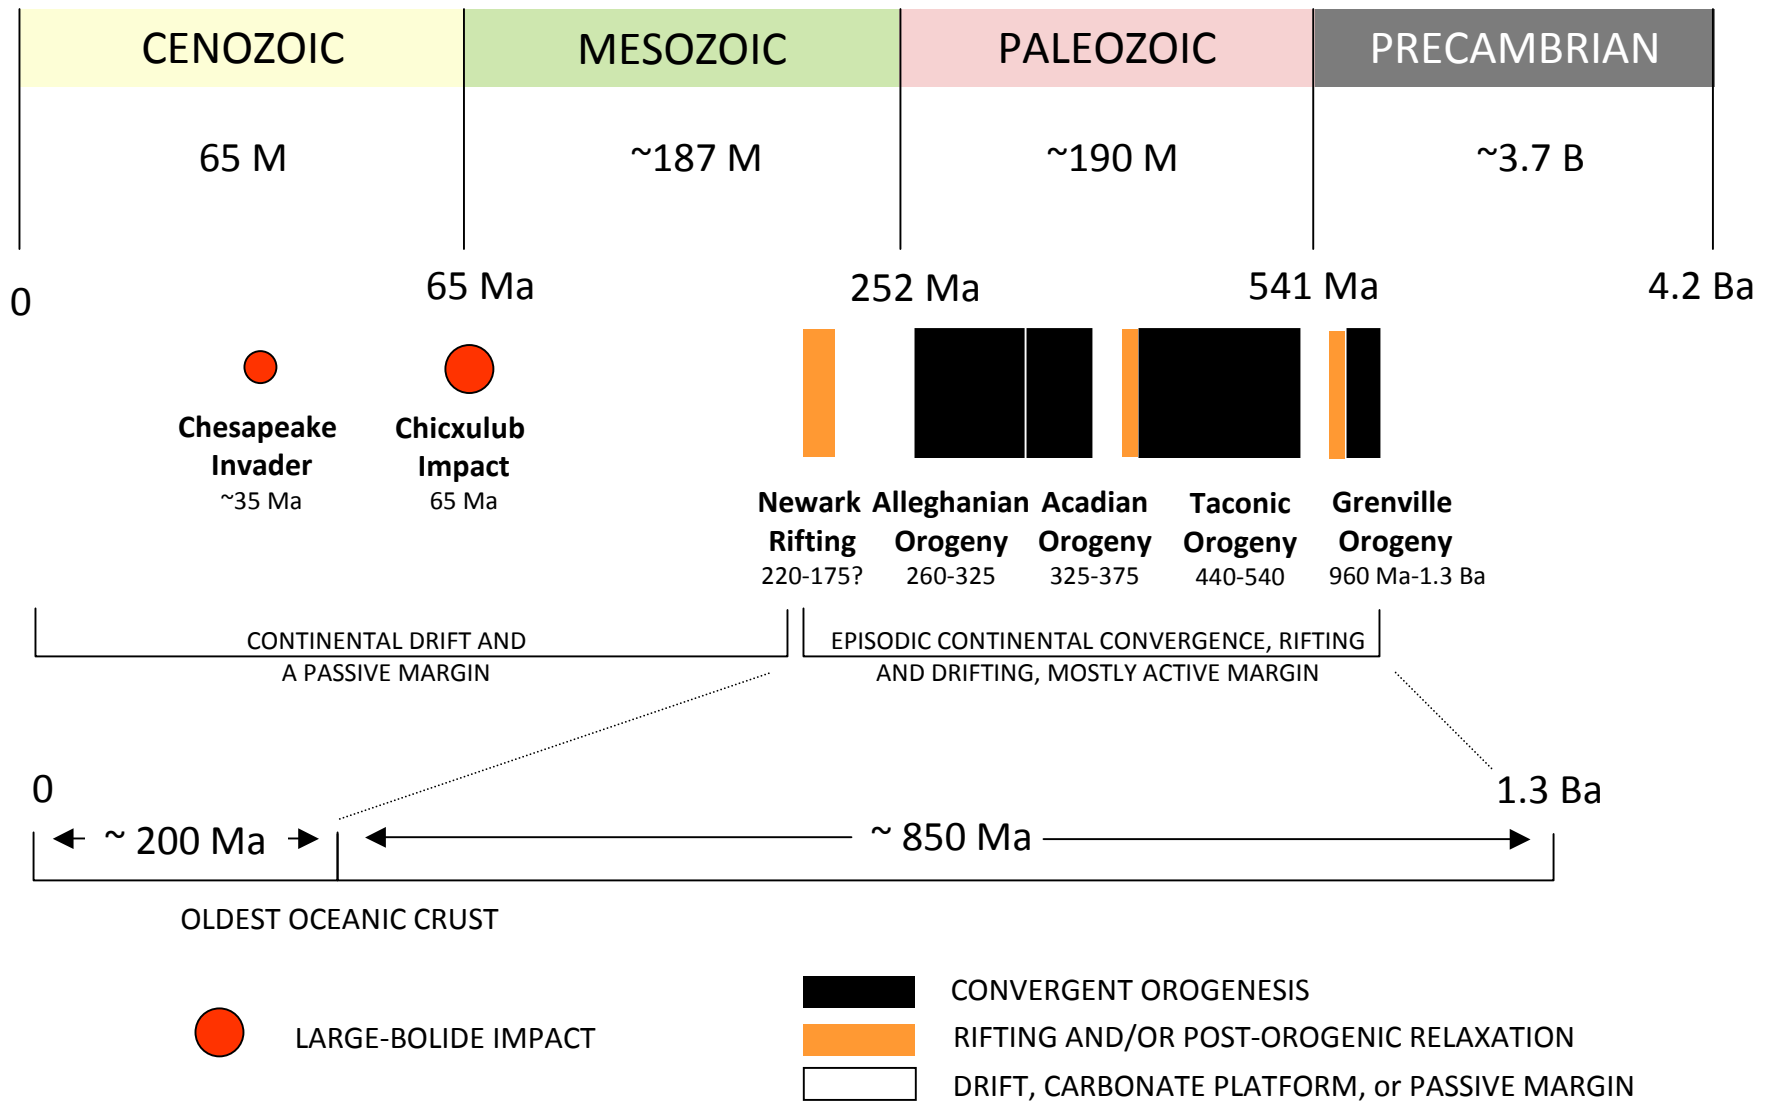 CENOZOIC MESOZOIC PALEOZOIC PRECAMBRIAN
65 M ~187 M ~190 M ~3.7 B
0 65 Ma 252 Ma 541 Ma 4.2 Ba
Chesapeake
Invader
~35 Ma
Chicxulub
Impact
65 Ma
Newark
Rifting
220-175?
Alleghanian
Orogeny
260-325
Acadian
Orogeny
325-375
Taconic
Orogeny
440-540
Grenville
Orogeny
960 Ma-1.3 Ba
CONTINENTAL DRIFT AND
A PASSIVE MARGIN
EPISODIC CONTINENTAL CONVERGENCE, RIFTING
AND DRIFTING, MOSTLY ACTIVE MARGIN
0 1.3 Ba
~ 200 Ma ~ 850 Ma
OLDEST OCEANIC CRUST
LARGE-BOLIDE IMPACT
CONVERGENT OROGENESIS
RIFTING AND/OR POST-OROGENIC RELAXATION
DRIFT, CARBONATE PLATFORM, or PASSIVE MARGIN